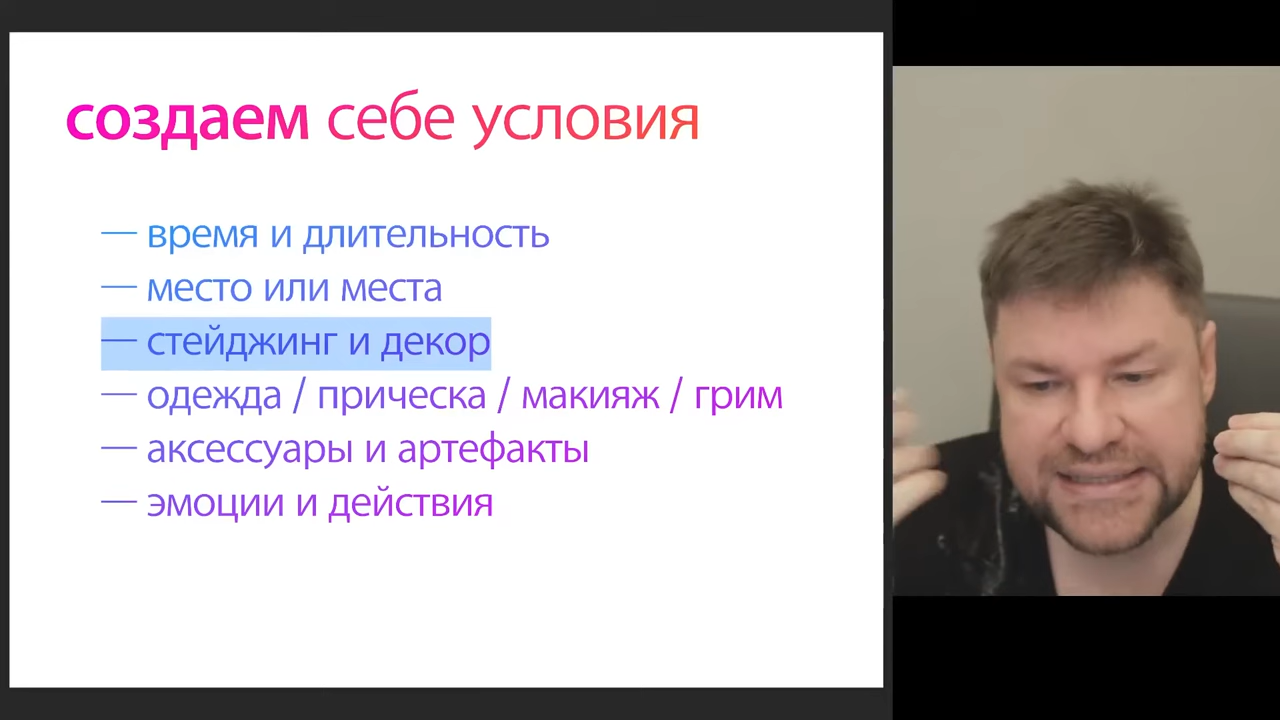 создаем себе условия
— время и длительность
— место или места
— стейджинг и декор
— одежда / прическа / макияж / грим
— аксессуары и артефакты
— эмоции и действия